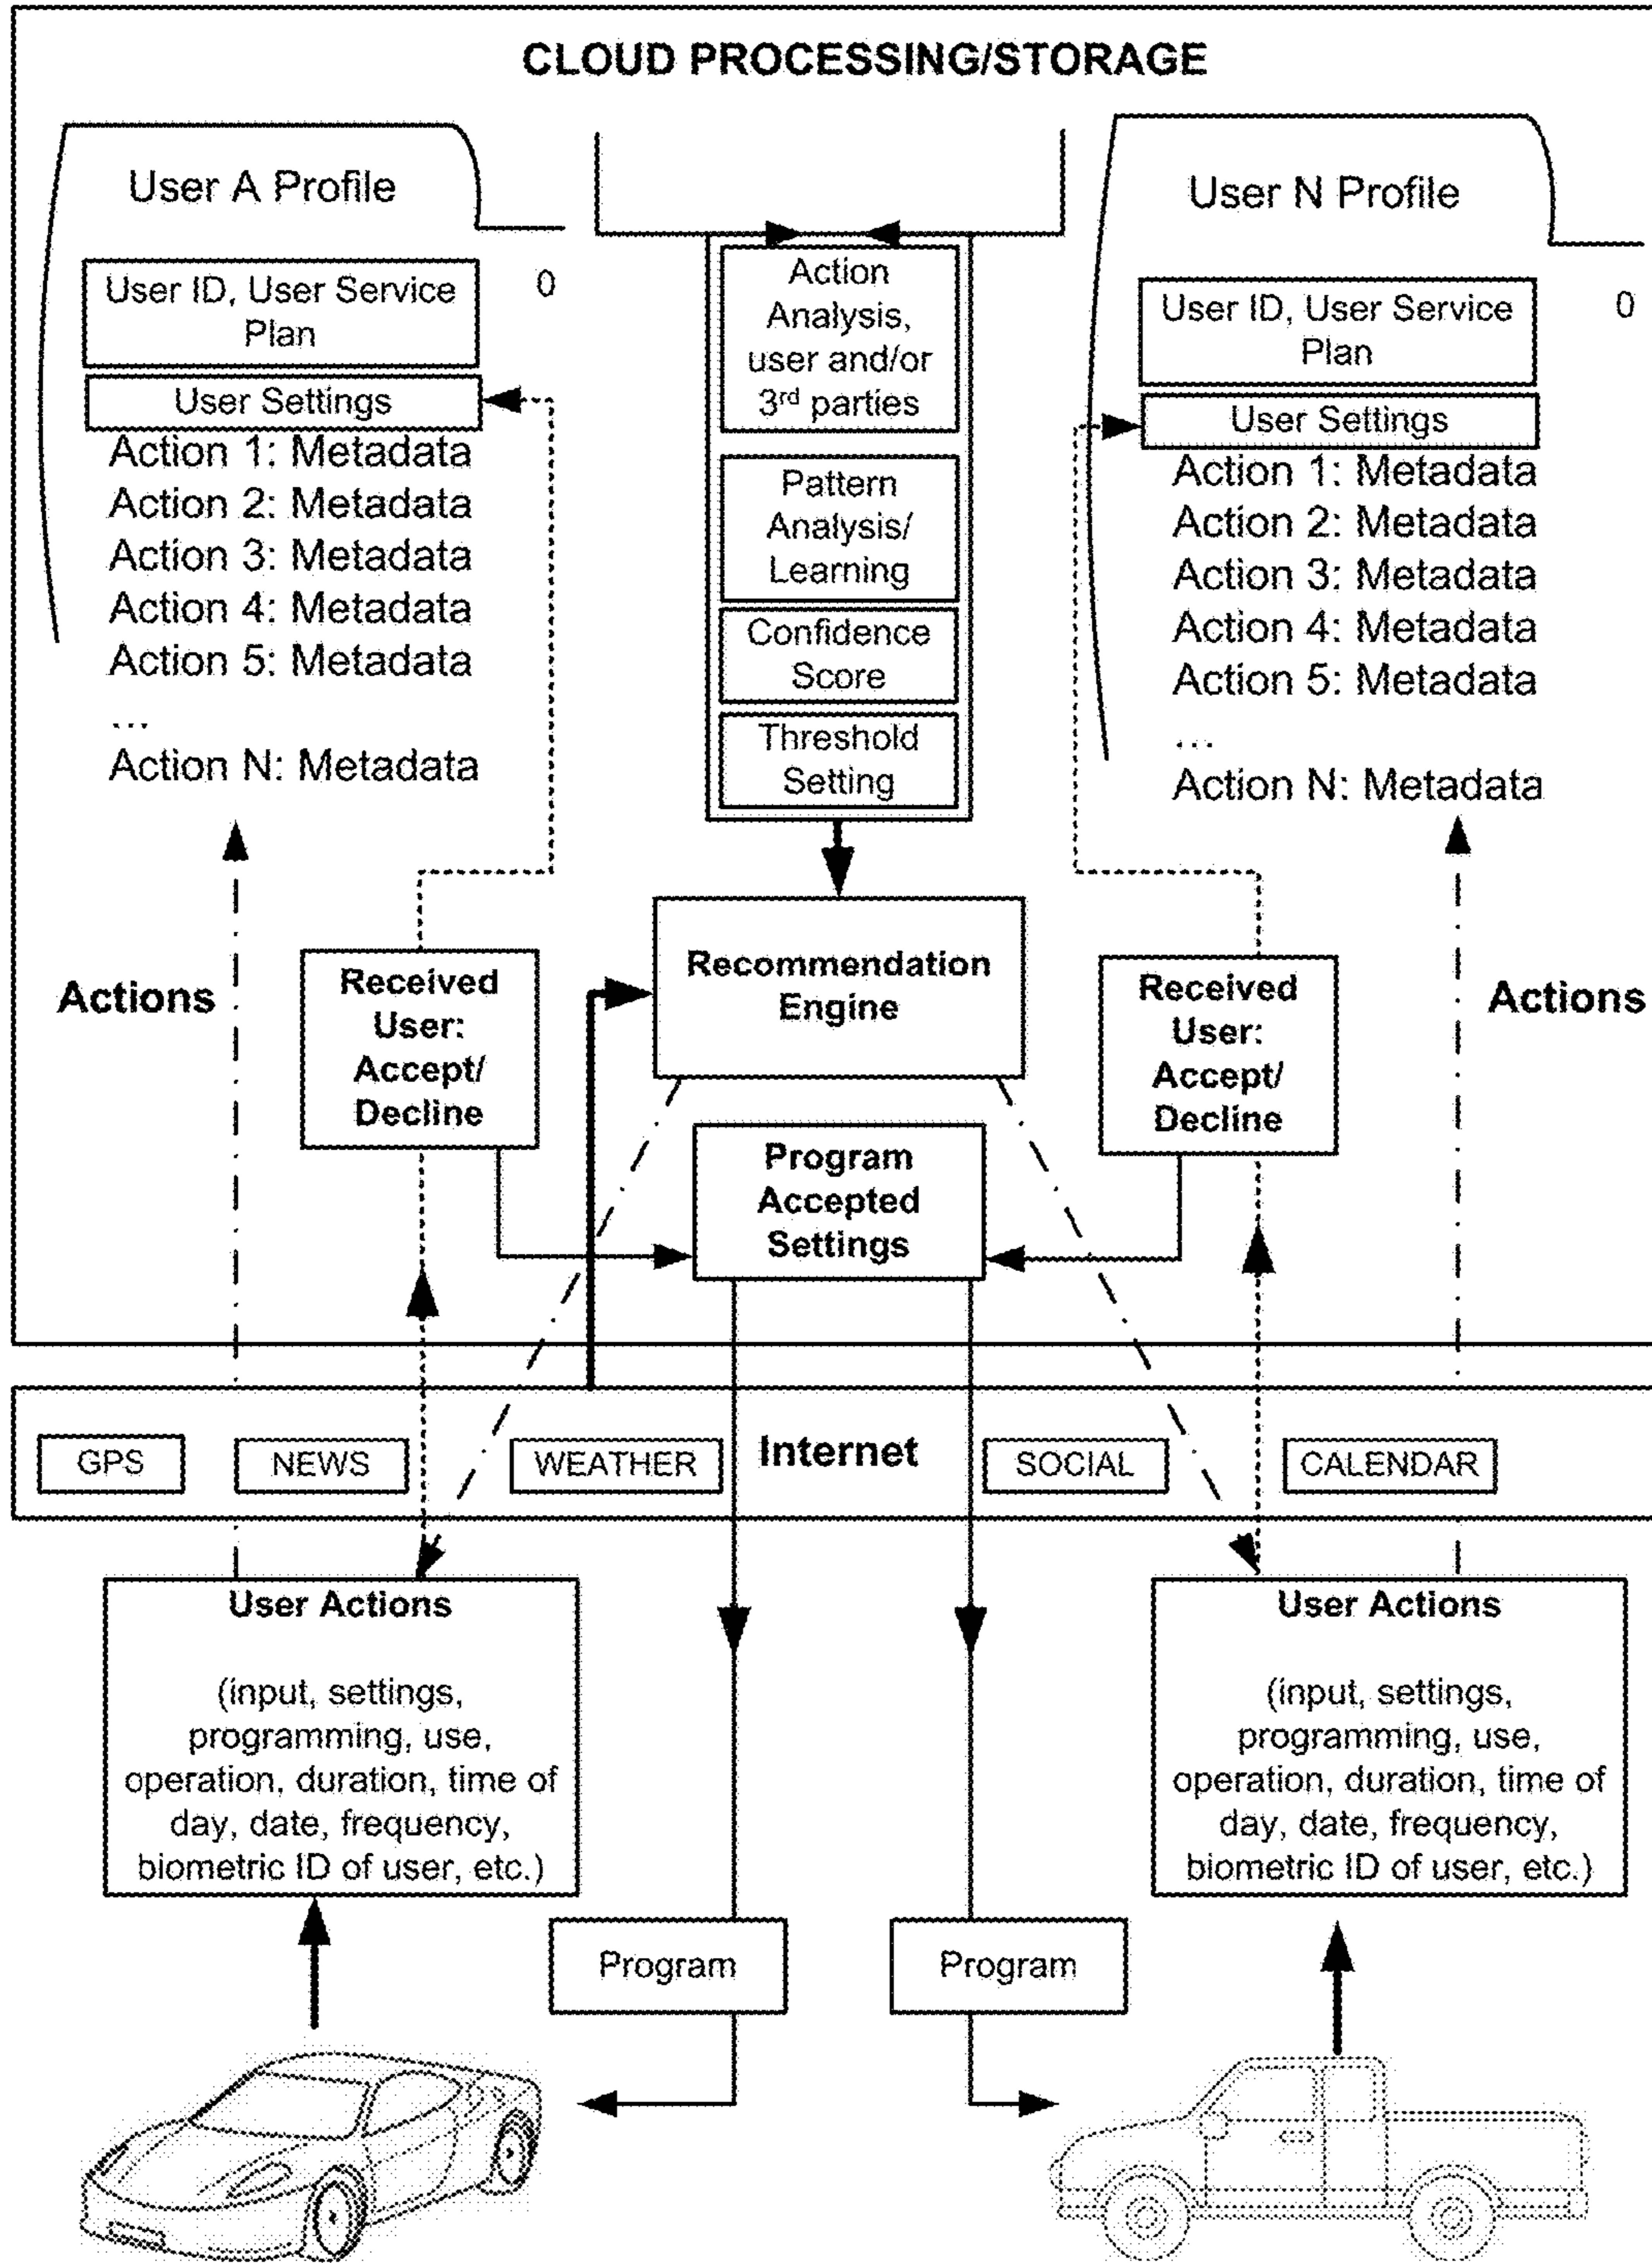 CLOUD PROCESSING/STORAGE
User A Profile
0
User ID, User Service
Plan
User Settings
Action 1: Metadata
Action 2: Metadata
Action 3: Metadata
Action 4: Metadata
Action 5: Metadata
...
Action N: Metadata
Action
Analysis,
user and/or
3rd parties
Pattern
Analysis/
Learning
Confidence
Score
Threshold
Setting
User N Profile
0
User ID, User Service
Plan
User Settings
Action 1: Metadata
Action 2: Metadata
Action 3: Metadata
Action 4: Metadata
Action 5: Metadata
...
Action N: Metadata
Actions
Received
User:
Accept/
Decline
Recommendation
Engine
Received
User:
Accept/
Decline
Actions
Program
Accepted
Settings
GPS
NEWS
WEATHER
Internet
SOCIAL
CALENDAR
User Actions
(input, settings,
programming, use,
operation, duration, time of
day, date, frequency,
biometric ID of user, etc.)
User Actions
(input, settings,
programming, use,
operation, duration, time of
day, date, frequency,
biometric ID of user, etc.)
Program
Program